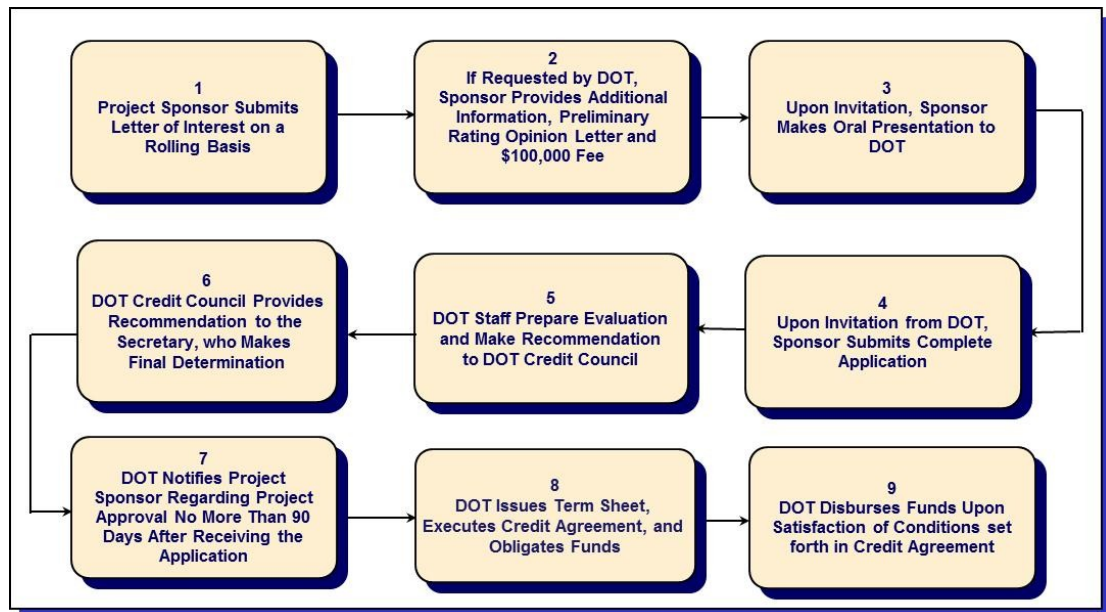 1
Project Sponsor Submits
Letter of Interest on a
Rolling Basis
2
If Requested by DOT,
Sponsor Provides Additional
Information, Preliminary
Rating Opinion Letter and
$100,000 Fee
3
Upon Invitation, Sponsor
Makes Oral Presentation to
DOT
4
Upon Invitation from DOT,
Sponsor Submits Complete
Application
5
DOT Staff Prepare Evaluation
and Make Recommendation
to DOT Credit Council
6
DOT Credit Council Provides
Recommendation to the
Secretary, who Makes
Final Determination
7
DOT Notifies Project
Sponsor Regarding Project
Approval No More Than 90
Days After Receiving the
Application
8
DOT Issues Term Sheet,
Executes Credit Agreement, and
Obligates Funds
9
DOT Disburses Funds Upon
Satisfaction of Conditions set
forth in Credit Agreement